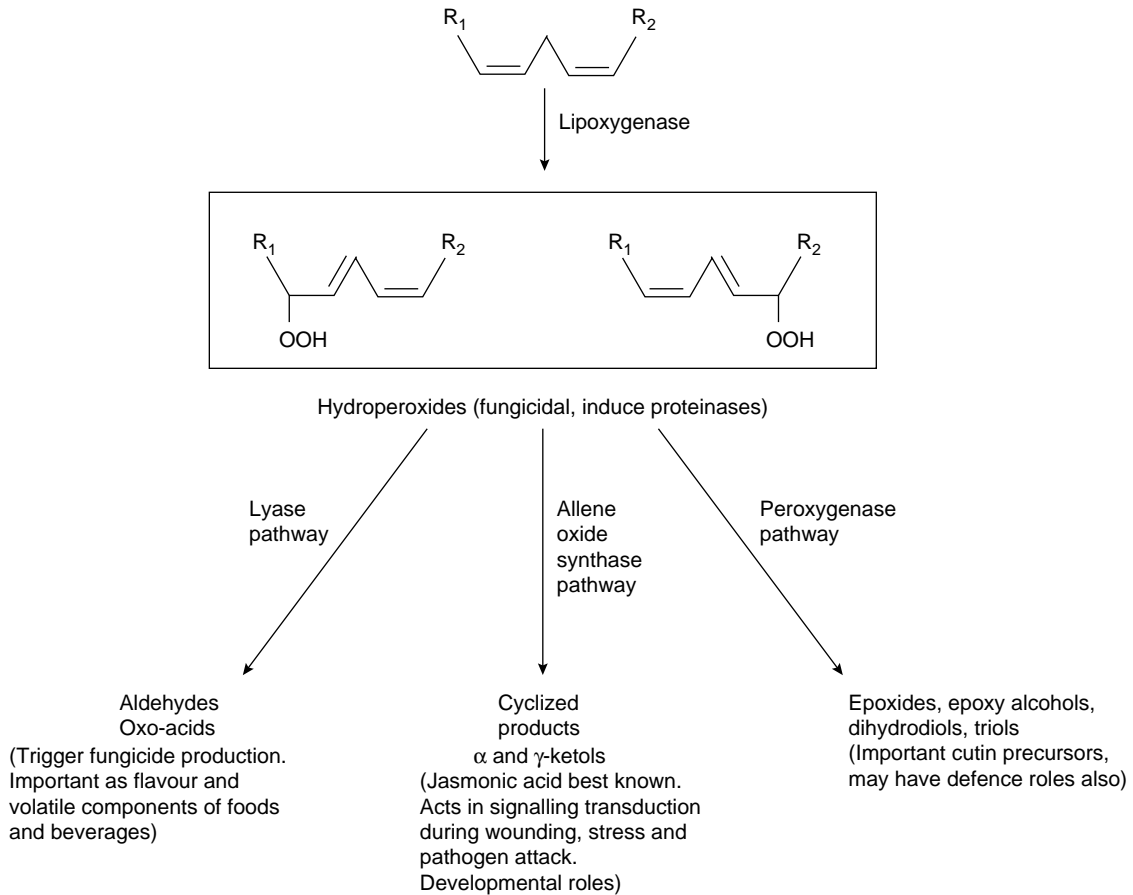 R1
R2
Lipoxygenase
R1
R2
OOH
R1
R2
OOH
Hydroperoxides (fungicidal, induce proteinases)
Lyase
pathway
Allene
oxide
synthase
pathway
Peroxygenase
pathway
Aldehydes
Oxo-acids
(Trigger fungicide production.
Important as flavour and
volatile components of foods
and beverages)
Cyclized
products
α and γ-ketols
(Jasmonic acid best known.
Acts in signalling transduction
during wounding, stress and
pathogen attack.
Developmental roles)
Epoxides, epoxy alcohols,
dihydrodiols, triols
(Important cutin precursors,
may have defence roles also)